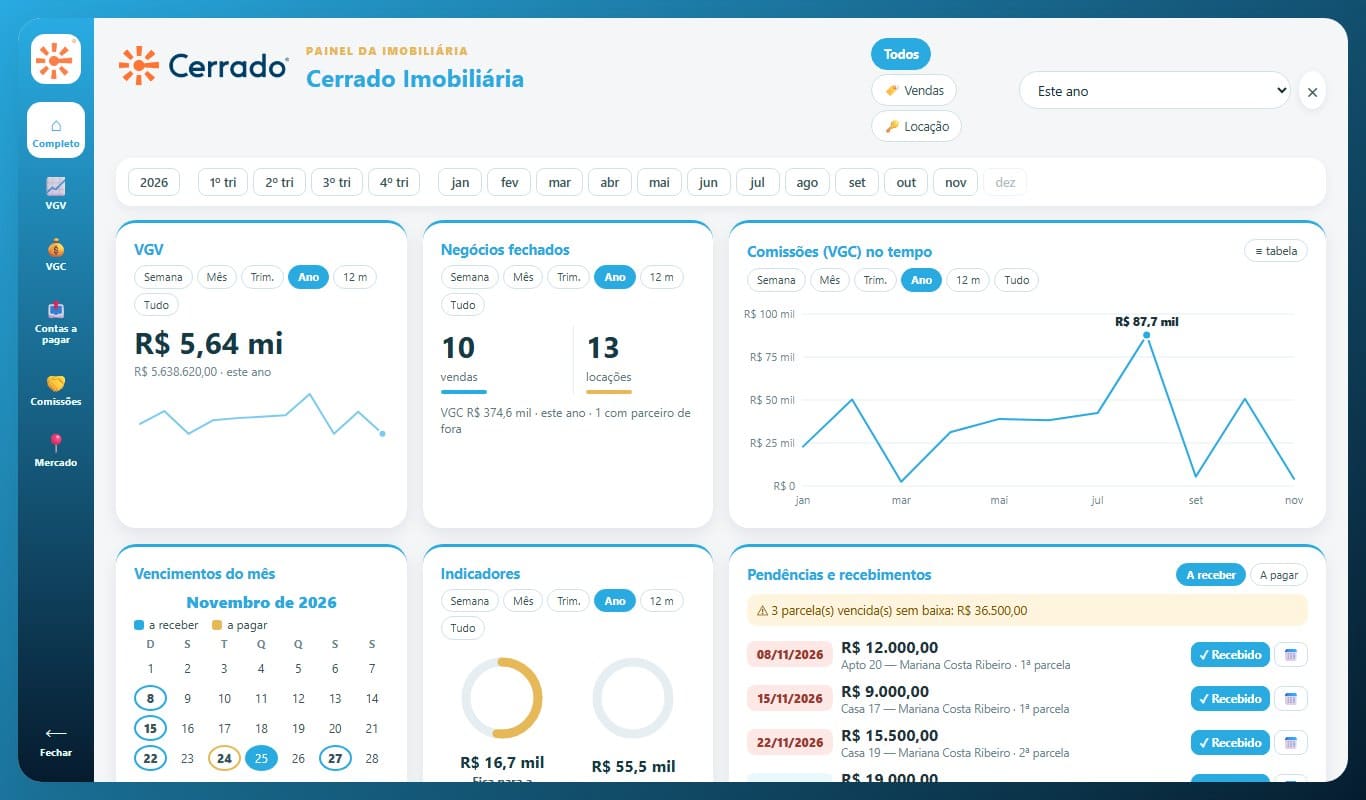 Completo
VGV
VGC
Contas a
pagar
Comissões
Mercado
Fechar
Cerrado
PAINEL DA IMOBILIÁRIA
Cerrado Imobiliária
Todos
Vendas
Locação
Este ano
2026 1º tri 2º tri 3º tri 4º tri jan fev mar abr mai jun jul ago set out nov dez
VGV
Semana Mês Trim. Ano 12 m
Tudo
R$ 5,64 mi
R$ 5.638.620,00 · este ano
Negócios fechados
Semana Mês Trim. Ano 12 m
Tudo
10 13
vendas locações
VGC R$ 374,6 mil · este ano · 1 com parceiro de
fora
Comissões (VGC) no tempo
≡ tabela
Semana Mês Trim. Ano 12 m Tudo
R$ 100 mil
R$ 87,7 mil
R$ 75 mil
R$ 50 mil
R$ 25 mil
R$ 0
jan mar mai jul set nov
Vencimentos do mês
Novembro de 2026
a receber a pagar
D S T Q Q S S
1 2 3 4 5 6 7
8 9 10 11 12 13 14
15 16 17 18 19 20 21
22 23 24 25 26 27 28
Indicadores
Semana Mês Trim. Ano 12 m
Tudo
R$ 16,7 mil R$ 55,5 mil
Fica para a
Pendências e recebimentos
A receber A pagar
⚠ 3 parcela(s) vencida(s) sem baixa: R$ 36.500,00
08/11/2026 R$ 12.000,00
Apto 20 — Mariana Costa Ribeiro · 1ª parcela
✓ Recebido
15/11/2026 R$ 9.000,00
Casa 17 — Mariana Costa Ribeiro · 1ª parcela
✓ Recebido
22/11/2026 R$ 15.500,00
Casa 19 — Mariana Costa Ribeiro · 2ª parcela
✓ Recebido
R$ 19.000,00